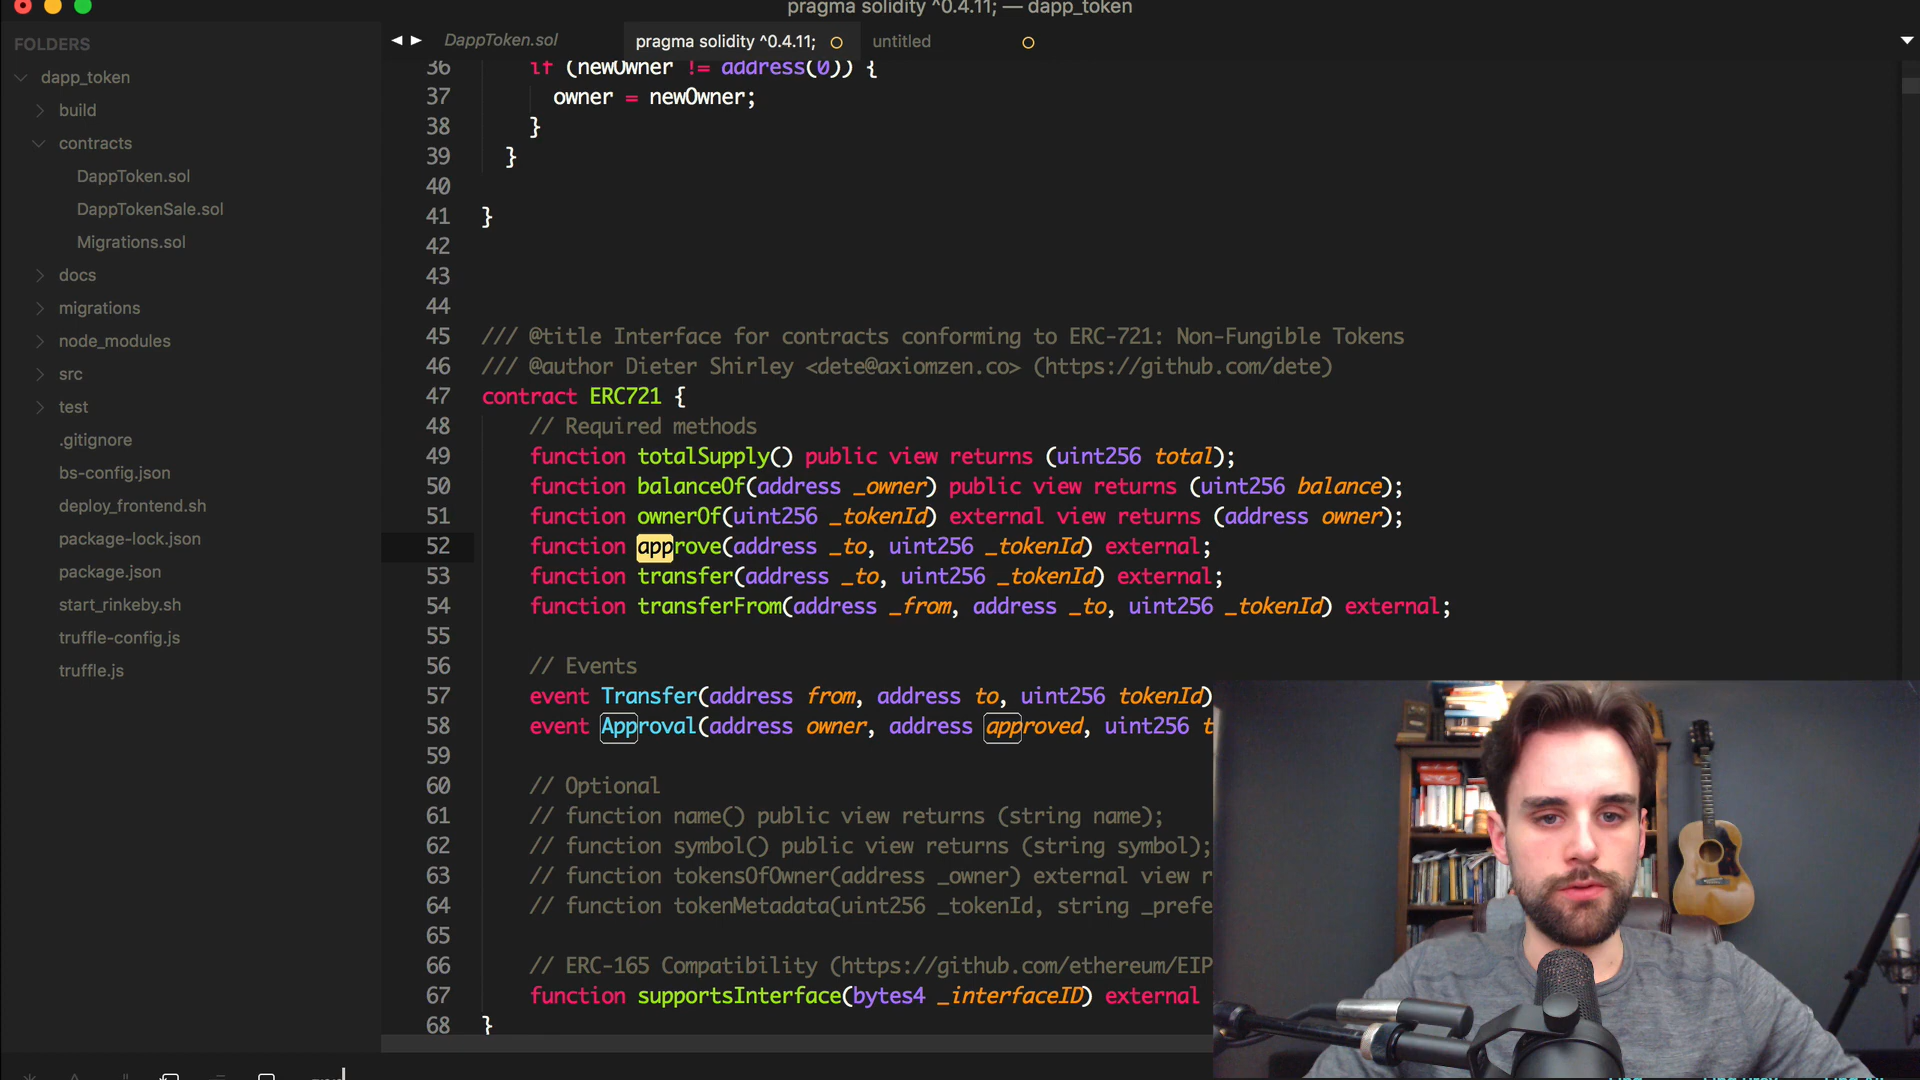 pragma solidity ^0.4.11; — dapp_token
FOLDERS
dapp_token
build
contracts
DappToken.sol
DappTokenSale.sol
Migrations.sol
docs
migrations
node_modules
src
test
.gitignore
bs-config.json
deploy_frontend.sh
package-lock.json
package.json
start_rinkeby.sh
truffle-config.js
truffle.js
DappToken.sol
pragma solidity ^0.4.11;
untitled
36 if (newOwner != address(0)) {
37 owner = newOwner;
38 }
39 }
40
41 }
42
43
44
45 /// @title Interface for contracts conforming to ERC-721: Non-Fungible Tokens
46 /// @author Dieter Shirley <dete@axiomzen.co> (https://github.com/dete)
47 contract ERC721 {
48 // Required methods
49 function totalSupply() public view returns (uint256 total);
50 function balanceOf(address _owner) public view returns (uint256 balance);
51 function ownerOf(uint256 _tokenId) external view returns (address owner);
52 function approve(address _to, uint256 _tokenId) external;
53 function transfer(address _to, uint256 _tokenId) external;
54 function transferFrom(address _from, address _to, uint256 _tokenId) external;
55
56 // Events
57 event Transfer(address from, address to, uint256 tokenId)
58 event Approval(address owner, address approved, uint256 t
59
60 // Optional
61 // function name() public view returns (string name);
62 // function symbol() public view returns (string symbol);
63 // function tokensOfOwner(address _owner) external view r
64 // function tokenMetadata(uint256 _tokenId, string _prefe
65
66 // ERC-165 Compatibility (https://github.com/ethereum/EIP
67 function supportsInterface(bytes4 _interfaceID) external
68 }